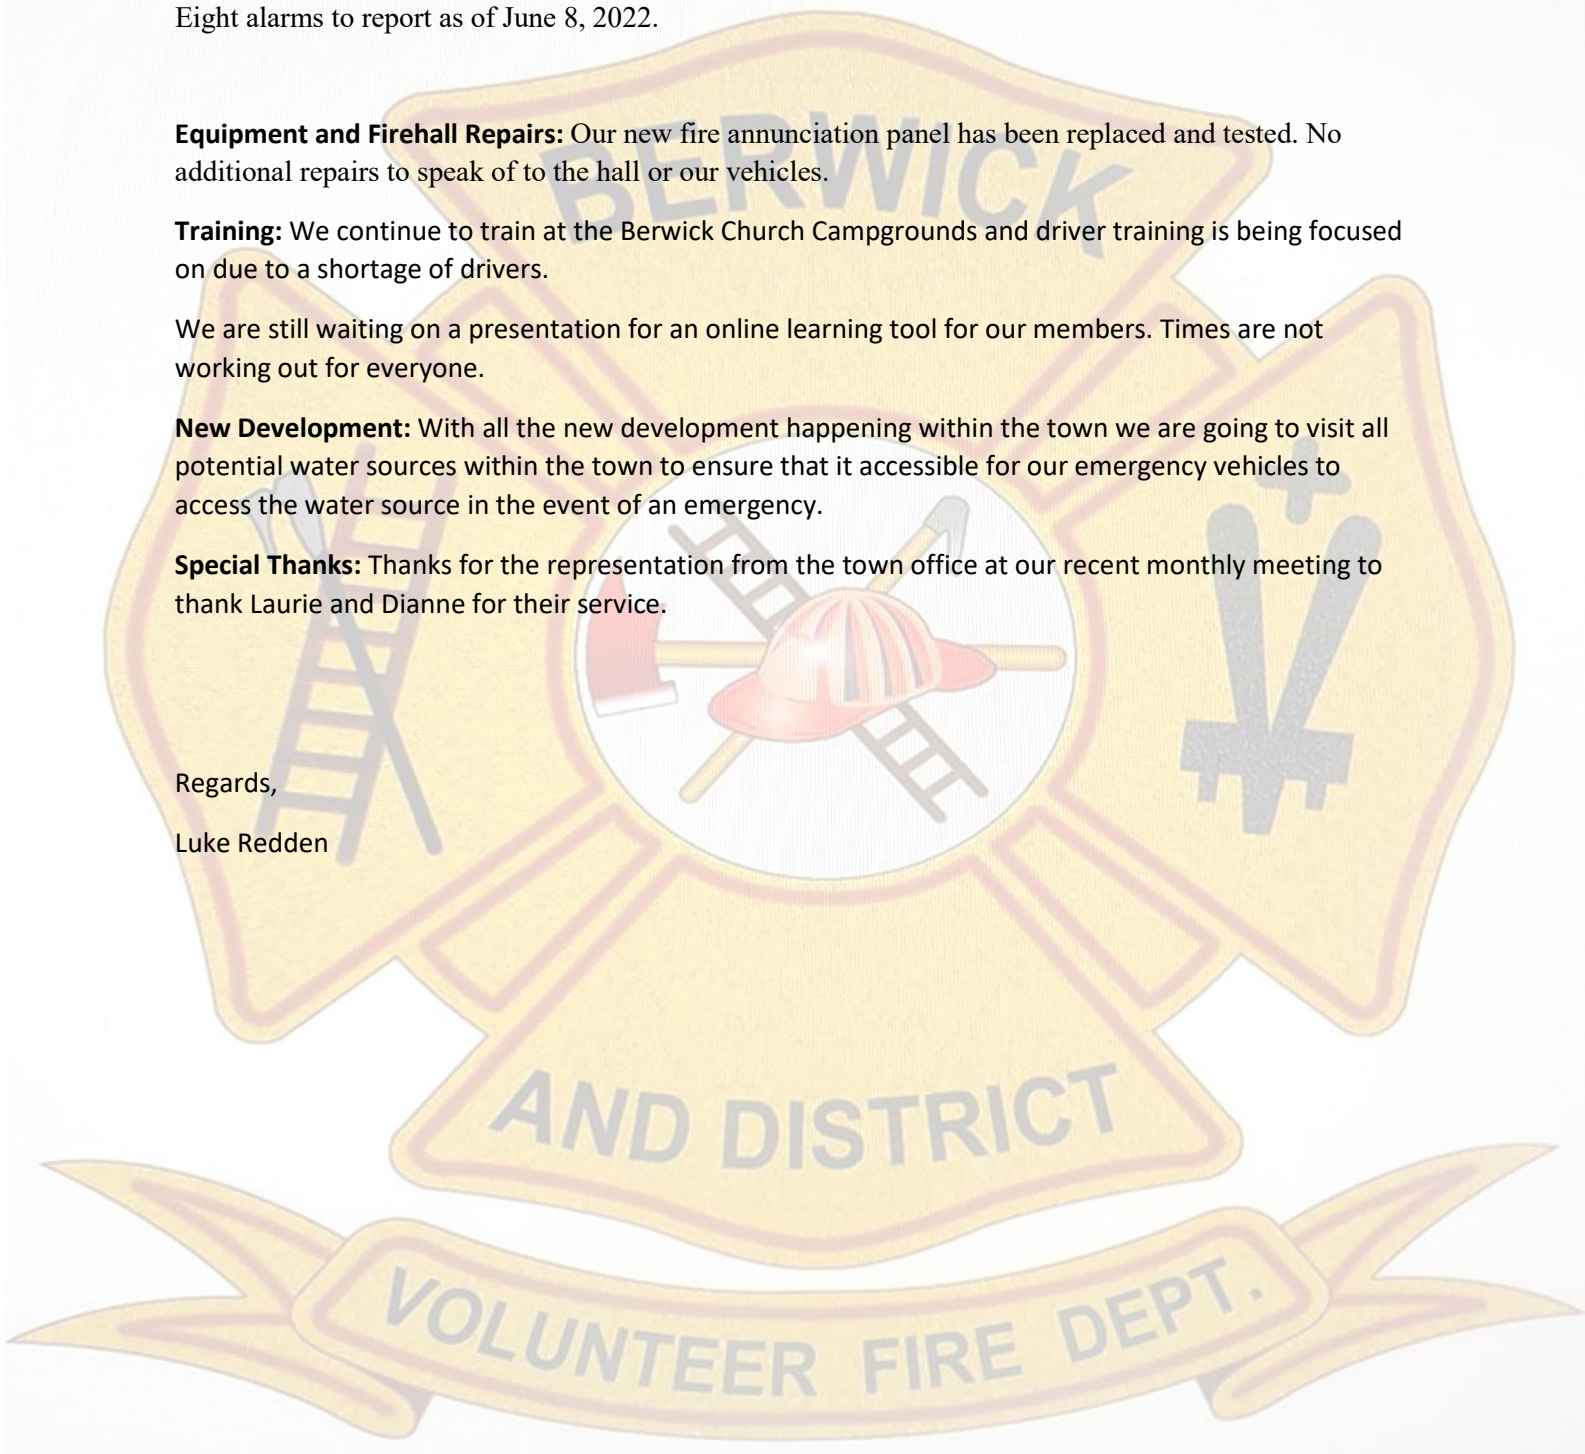 Eight alarms to report as of June 8, 2022.
Equipment and Firehall Repairs: Our new fire annunciation panel has been replaced and tested. No
additional repairs to speak of to the hall or our vehicles.
Training: We continue to train at the Berwick Church Campgrounds and driver training is being focused
on due to a shortage of drivers.
We are still waiting on a presentation for an online learning tool for our members. Times are not
working out for everyone.
New Development: With all the new development happening within the town we are going to visit all
potential water sources within the town to ensure that it accessible for our emergency vehicles to
access the water source in the event of an emergency.
Special Thanks: Thanks for the representation from the town office at our recent monthly meeting to
thank Laurie and Dianne for their service.
Regards,
Luke Redden
BERWICK
AND DISTRICT
VOLUNTEER FIRE DEPT.